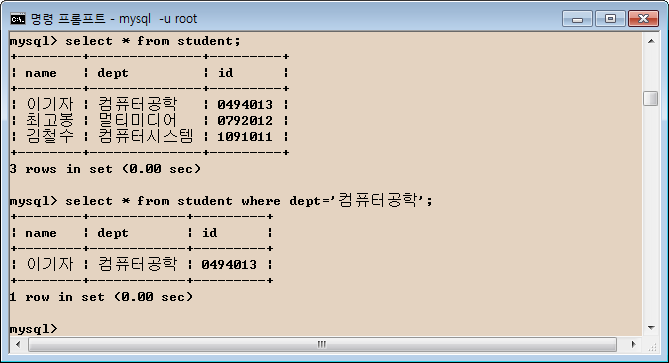 명령 프롬프트 - mysql  -u root
mysql> select * from student;
+--------+--------------+---------+
| name   | dept         | id      |
+--------+--------------+---------+
| 이기자 | 컴퓨터공학   | 0494013 |
| 최고봉 | 멀티미디어   | 0792012 |
| 김철수 | 컴퓨터시스템 | 1091011 |
+--------+--------------+---------+
3 rows in set (0.00 sec)
mysql> select * from student where dept='컴퓨터공학';
+--------+------------+---------+
| name   | dept       | id      |
+--------+------------+---------+
| 이기자 | 컴퓨터공학 | 0494013 |
+--------+------------+---------+
1 row in set (0.00 sec)
mysql>